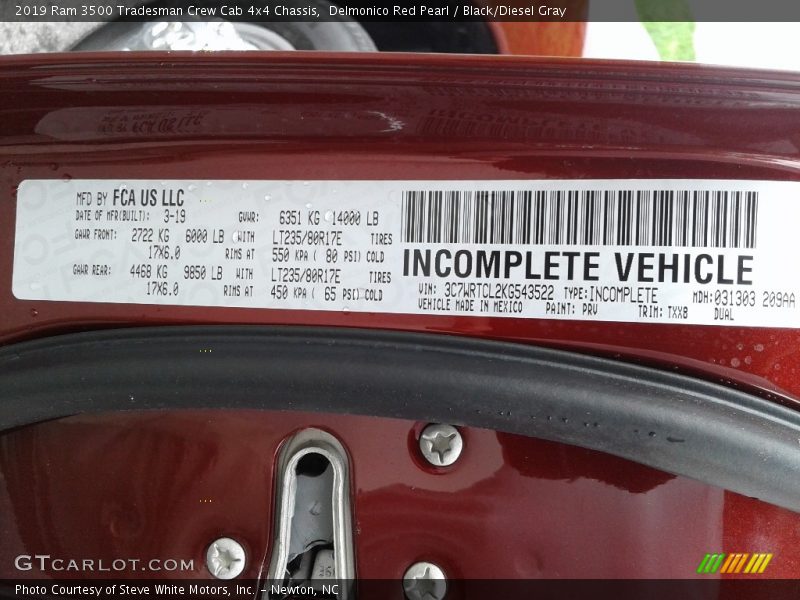 2019 Ram 3500 Tradesman Crew Cab 4x4 Chassis,  Delmonico Red Pearl / Black/Diesel Gray
MFD BY FCA US LLC
DATE OF MFR(BUILT): 3-19 GVWR: 6351 KG 14000 LB
GAWR FRONT: 2722 KG 6000 LB WITH LT235/80R17E TIRES
17X6.0 RIMS AT 550 KPA ( 80 PSI) COLD
GAWR REAR: 4468 KG 9850 LB WITH LT235/80R17E TIRES
17X6.0 RIMS AT 450 KPA ( 65 PSI) COLD
INCOMPLETE VEHICLE
VIN: 3C7WRTCL2KG543522 TYPE: INCOMPLETE MDH: 031303 209AA
VEHICLE MADE IN MEXICO PAINT: PRV TRIM: TXX8 DUAL
GTCARLOT.COM
Photo Courtesy of Steve White Motors, Inc. – Newton, NC